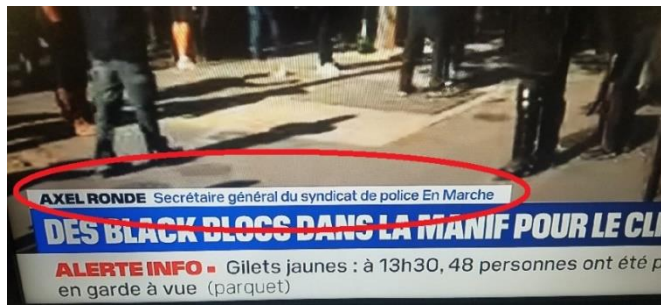 AXEL RONDE Secrétaire général du syndicat de police En Marche
DES BLACK BLOCS DANS LA MANIF POUR LE
ALERTE INFO Gilets jaunes : à 13h30, 48 personnes ont été
en garde à vue (parquet)